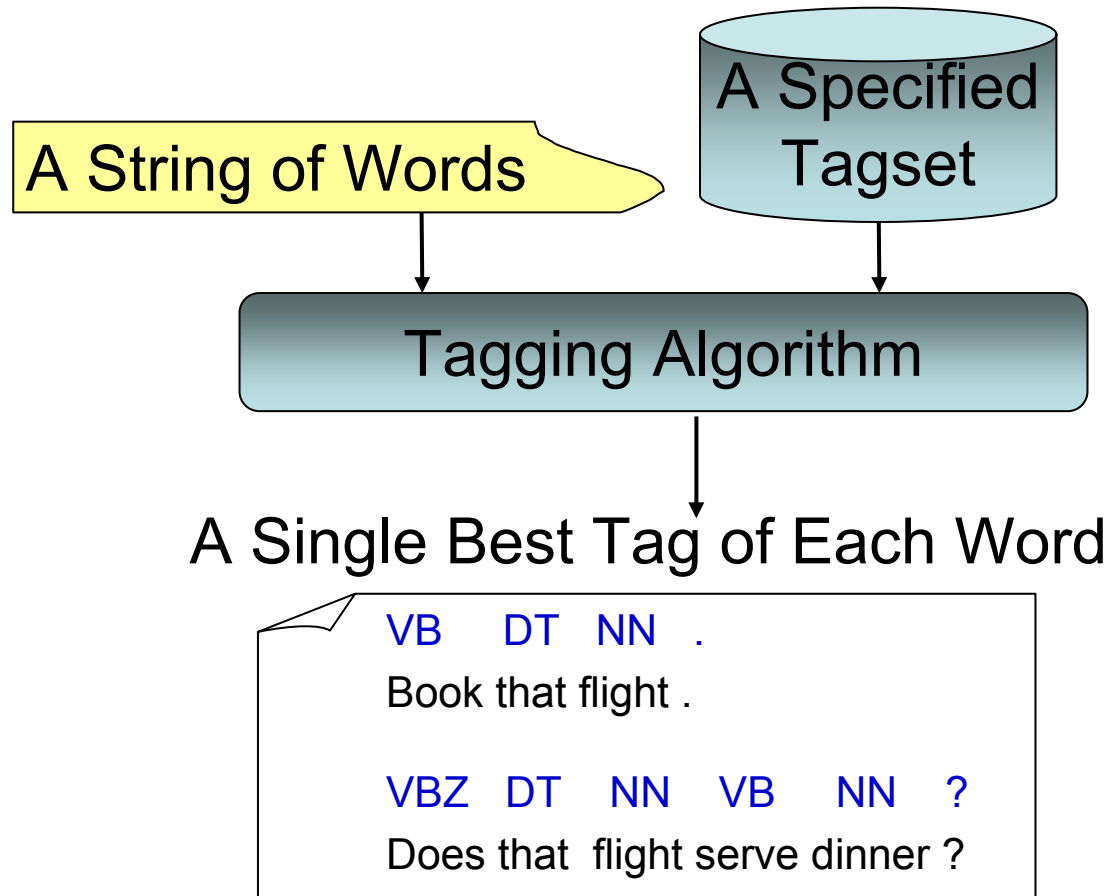 A Specified
Tagset
A String of Words
Tagging Algorithm
A Single Best Tag of Each Word
VB DT NN .
Book that flight .
VBZ DT NN VB NN ?
Does that flight serve dinner ?